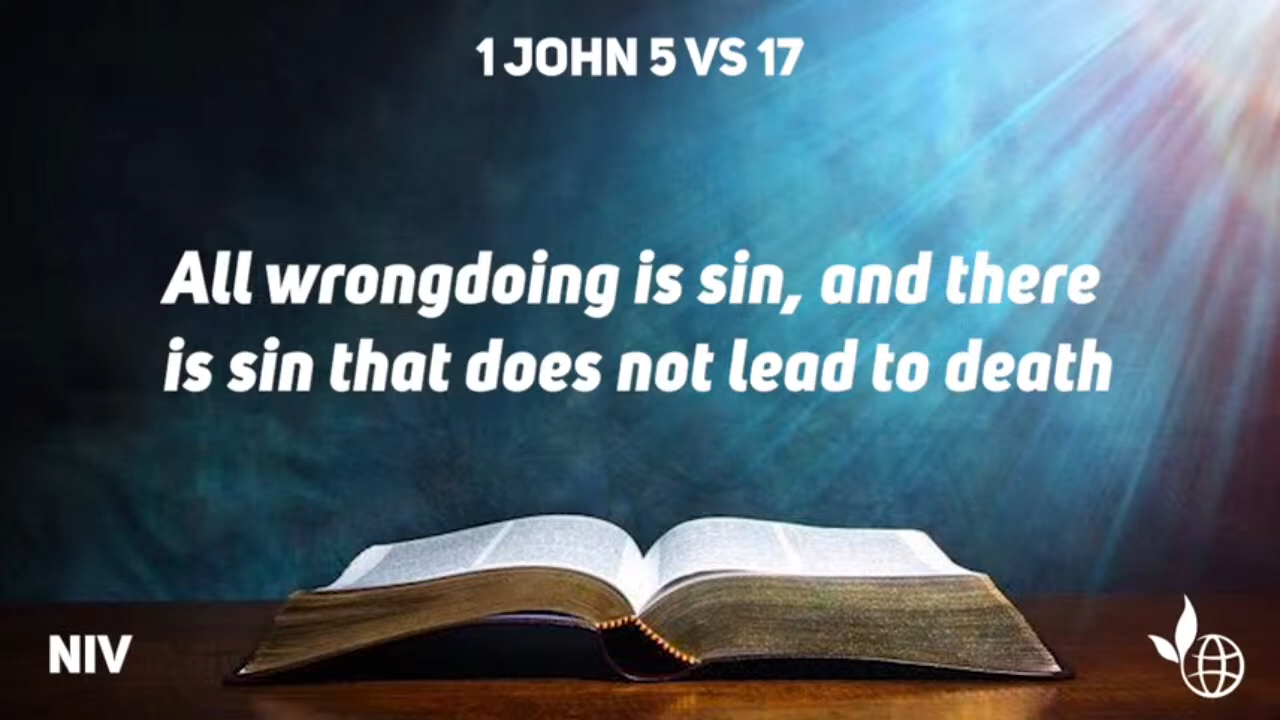 1 JOHN 5 VS 17
All wrongdoing is sin, and there
is sin that does not lead to death
NIV